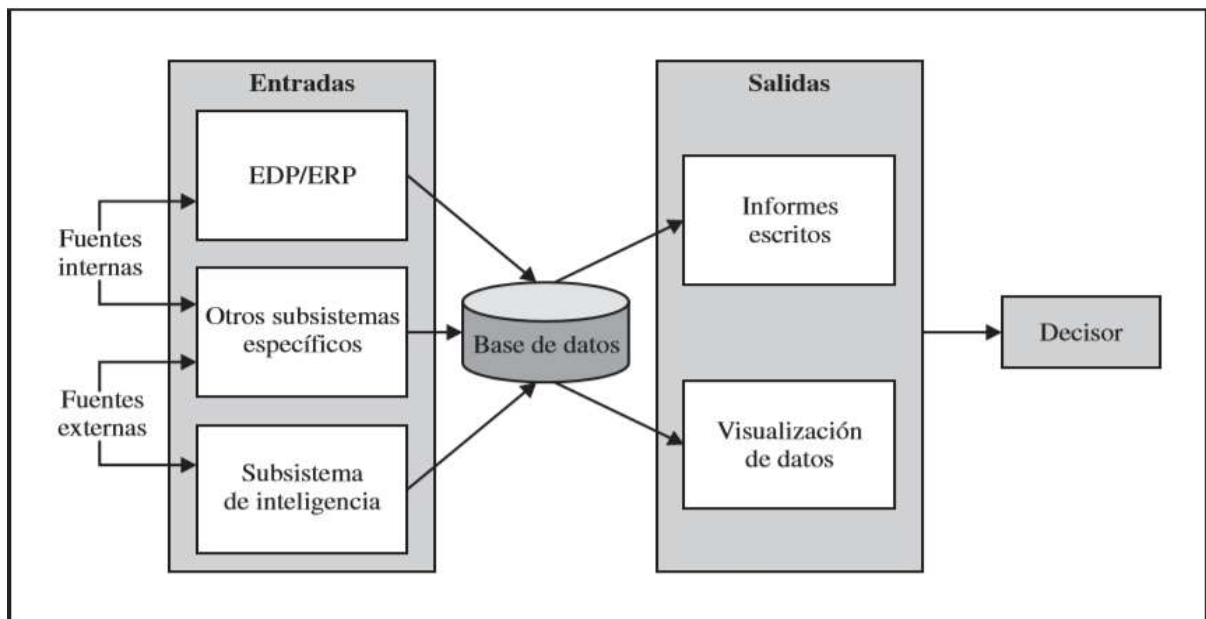 Entradas
EDP/ERP
Fuentes
internas
Otros subsistemas
específicos
Fuentes
externas
Subsistema
de inteligencia
Base de datos
Salidas
Informes
escritos
Visualización
de datos
Decisor